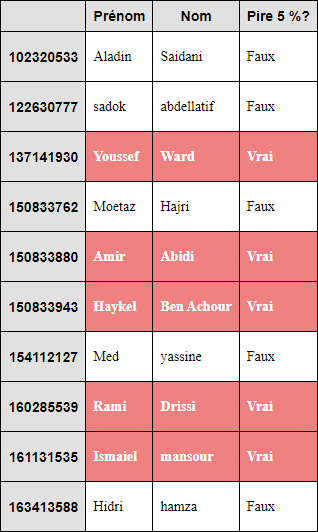 Prénom Nom Pire 5 %?
102320533 Aladin Saidani Faux
122630777 sadok abdellatif Faux
137141930 Youssef Ward Vrai
150833762 Moetaz Hajri Faux
150833880 Amir Abidi Vrai
150833943 Haykel Ben Achour Vrai
154112127 Med yassine Faux
160285539 Rami Drissi Vrai
161131535 Ismaiel mansour Vrai
163413588 Hidri hamza Faux